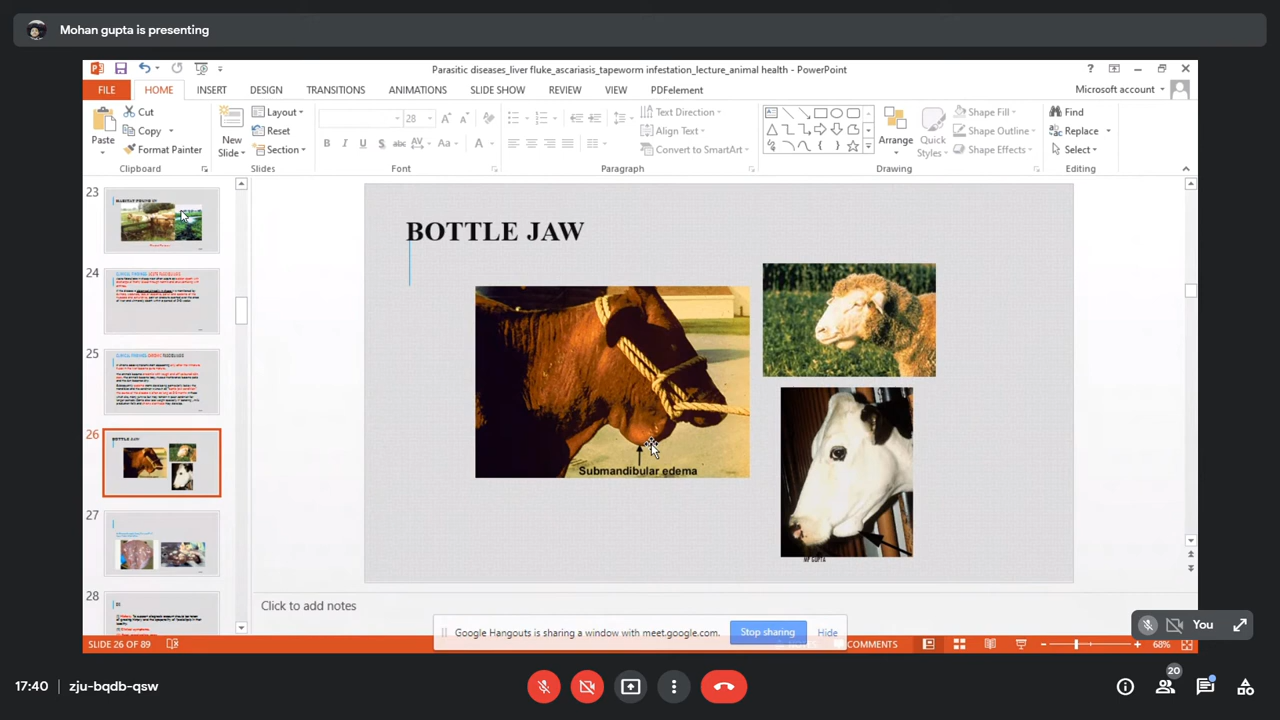 Mohan gupta is presenting
Parasitic diseases_liver fluke_ascariasis_tapeworm infestation_lecture_animal health - PowerPoint
FILE HOME INSERT DESIGN TRANSITIONS ANIMATIONS SLIDE SHOW REVIEW VIEW PDFelement
Microsoft account
Paste
Cut
Copy
Format Painter
Clipboard
New
Slide
Layout
Reset
Section
Slides
28
Font
Text Direction
Align Text
Convert to SmartArt
Paragraph
Arrange
Quick
Styles
Shape Fill
Shape Outline
Shape Effects
Drawing
Find
Replace
Select
Editing
23
24
25
26
BOTTLE JAW
27
28
BOTTLE JAW
Submandibular edema
MP GUPTA
Click to add notes
Google Hangouts is sharing a window with meet.google.com.
Stop sharing
Hide
SLIDE 26 OF 89
COMMENTS
68%
You
17:40 | zju-bqdb-qsw
20